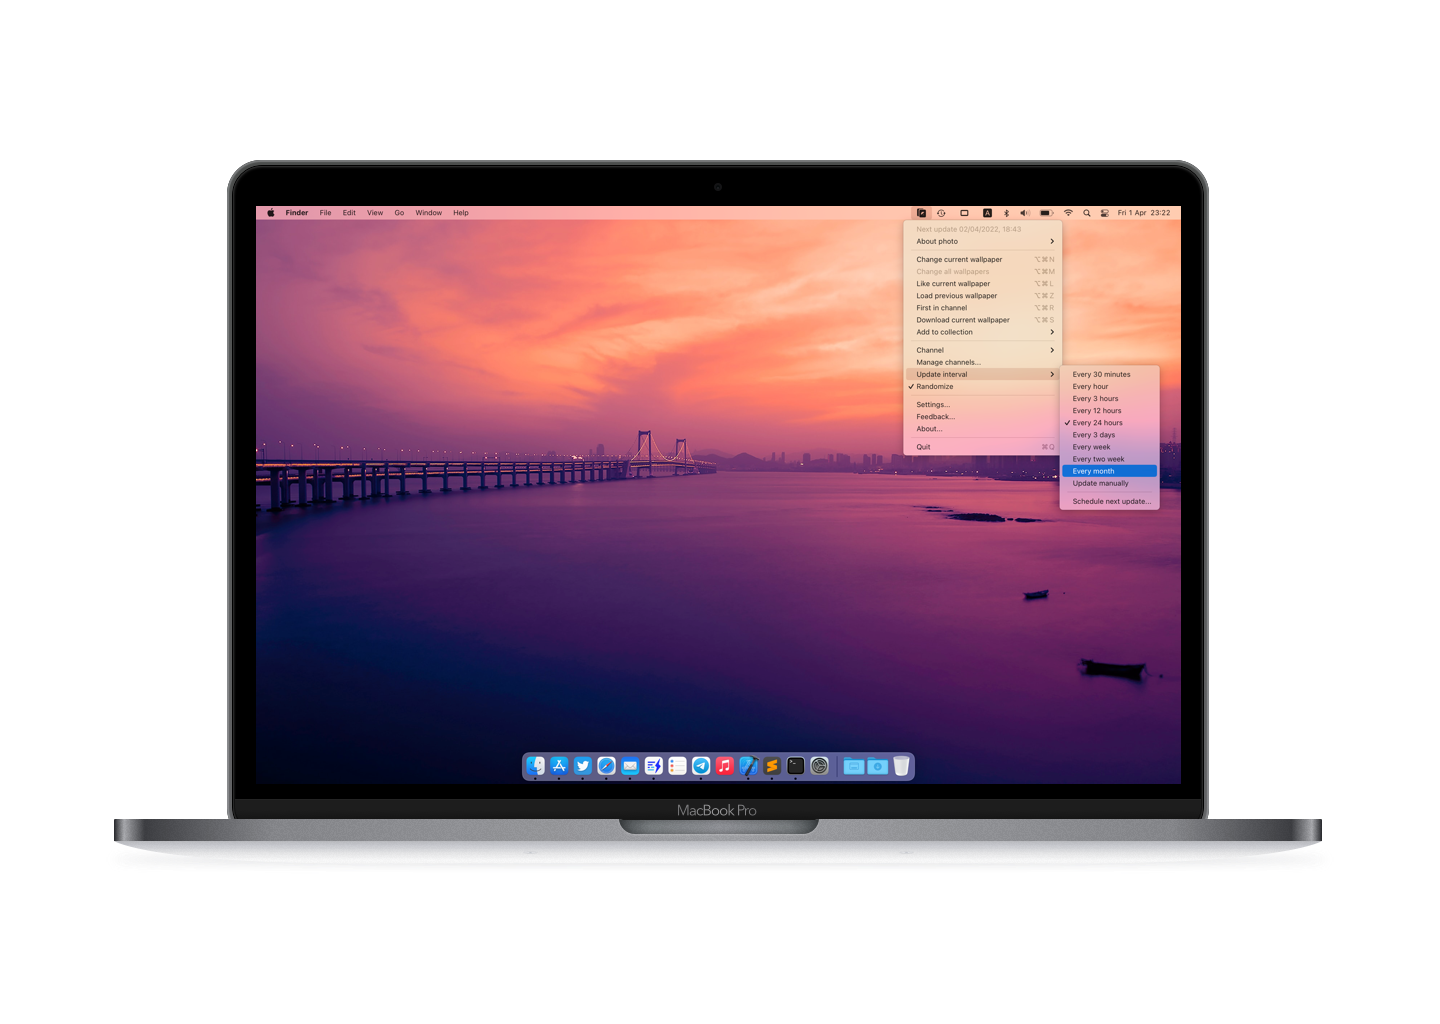 Finder File Edit View Go Window Help A Fri 1 Apr 23:22
Next update 02/04/2022, 18:43
About photo
Change current wallpaper ⌥⌘N
Change all wallpapers ⌥⌘M
Like current wallpaper ⌥⌘L
Load previous wallpaper ⌥⌘Z
First in channel ⌥⌘R
Download current wallpaper ⌥⌘S
Add to collection
Channel
Manage channels...
Update interval
✓ Randomize
Settings...
Feedback...
About...
Quit ⌘Q
Every 30 minutes
Every hour
Every 3 hours
Every 12 hours
✓ Every 24 hours
Every 3 days
Every week
Every two week
Every month
Update manually
Schedule next update...
MacBook Pro